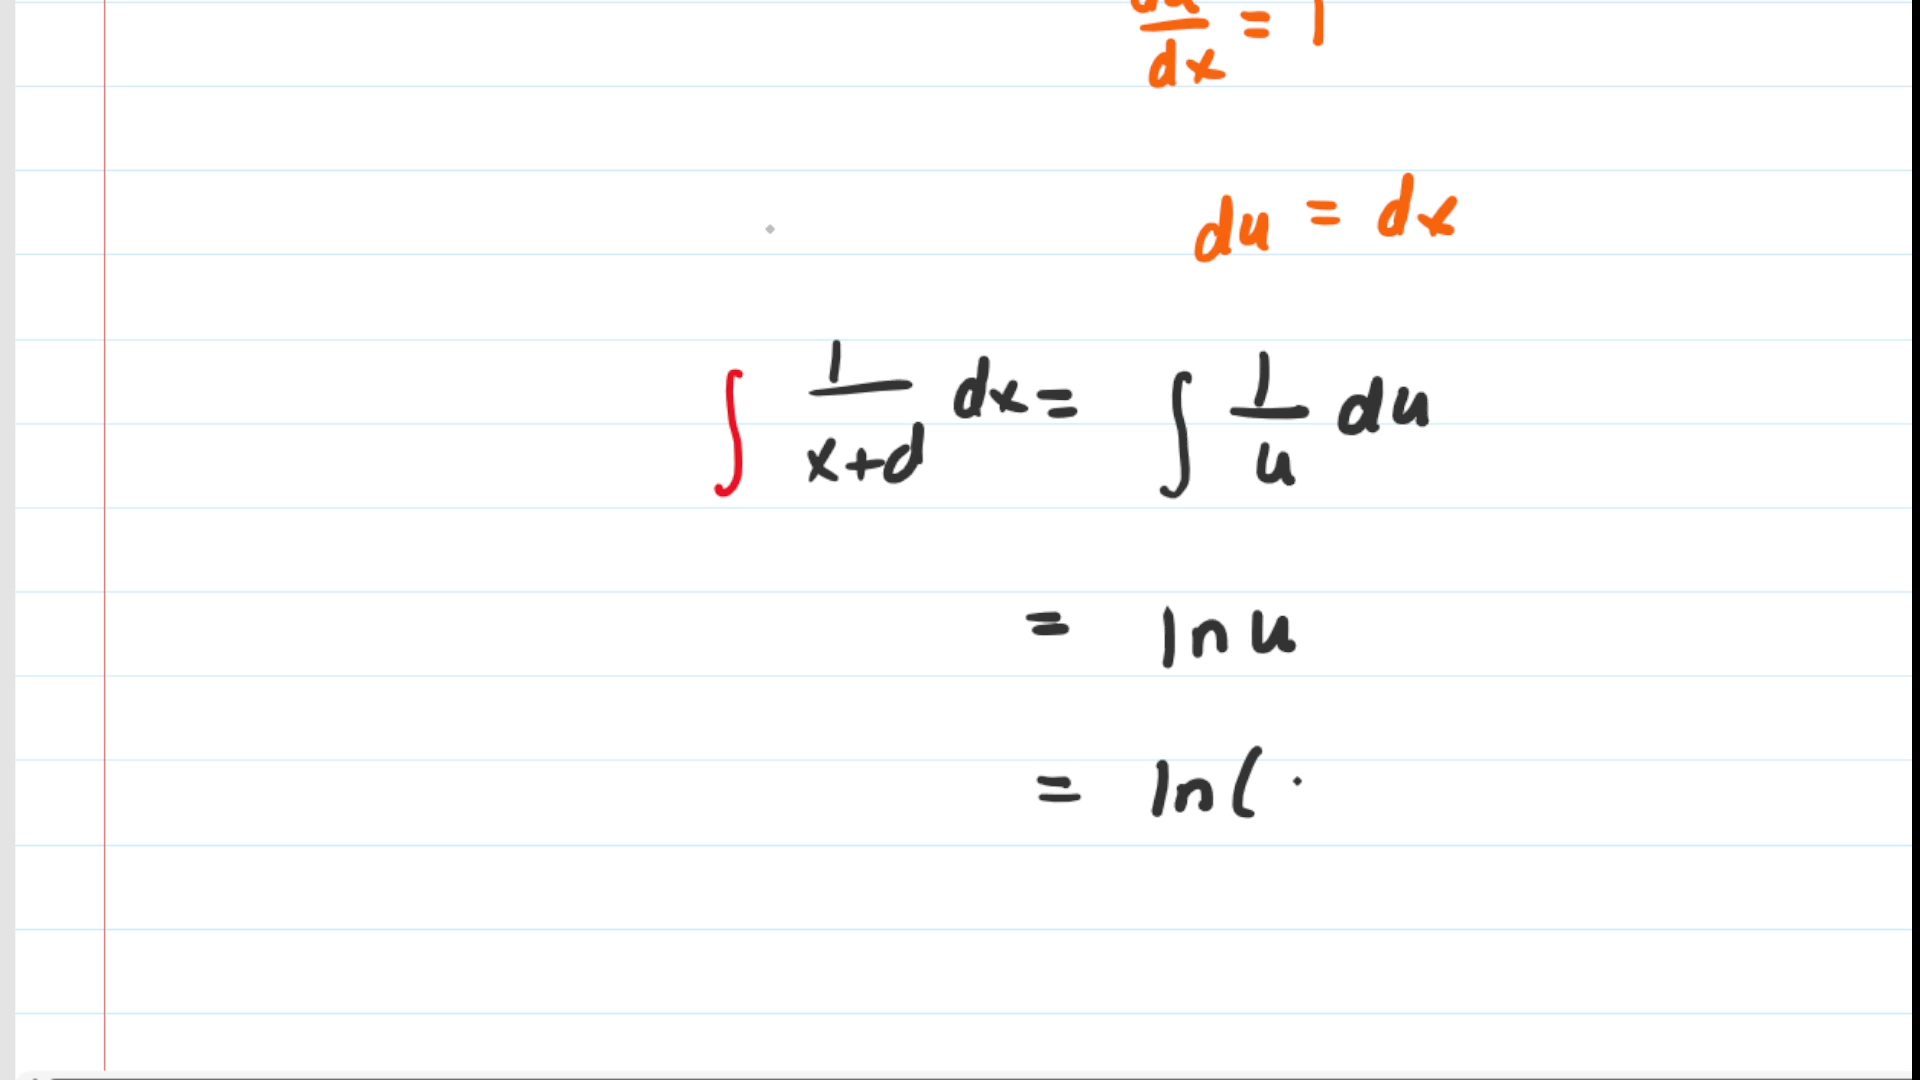 du/dx = 1
du = dx
∫ 1/(x+d) dx = ∫ 1/u du
= ln u
= ln(